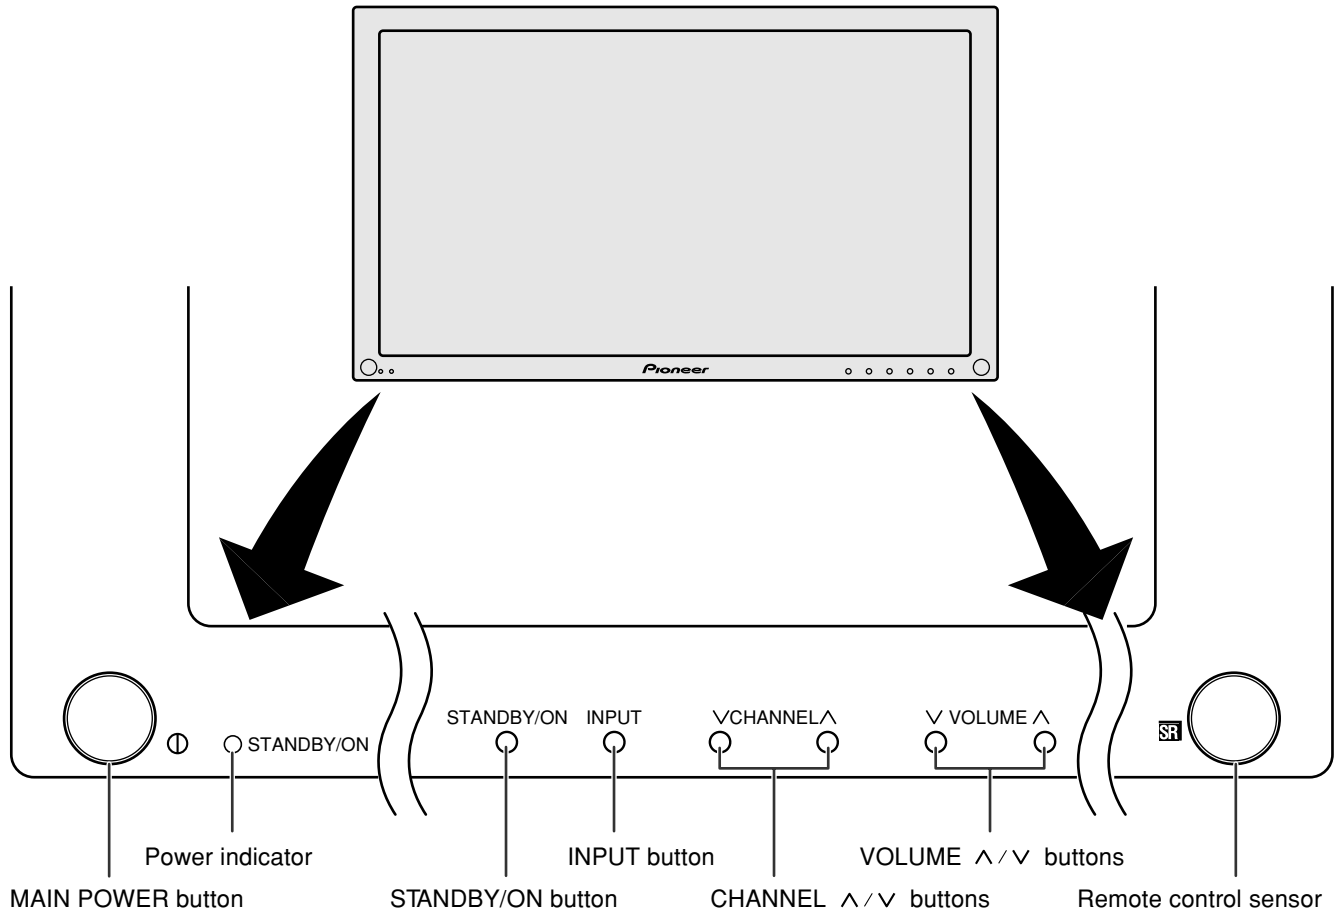 Pioneer
STANDBY/ON INPUT ∨CHANNEL∧ ∨ VOLUME ∧
SR
STANDBY/ON
Power indicator INPUT button VOLUME ∧/∨ buttons
MAIN POWER button STANDBY/ON button CHANNEL ∧/∨ buttons Remote control sensor